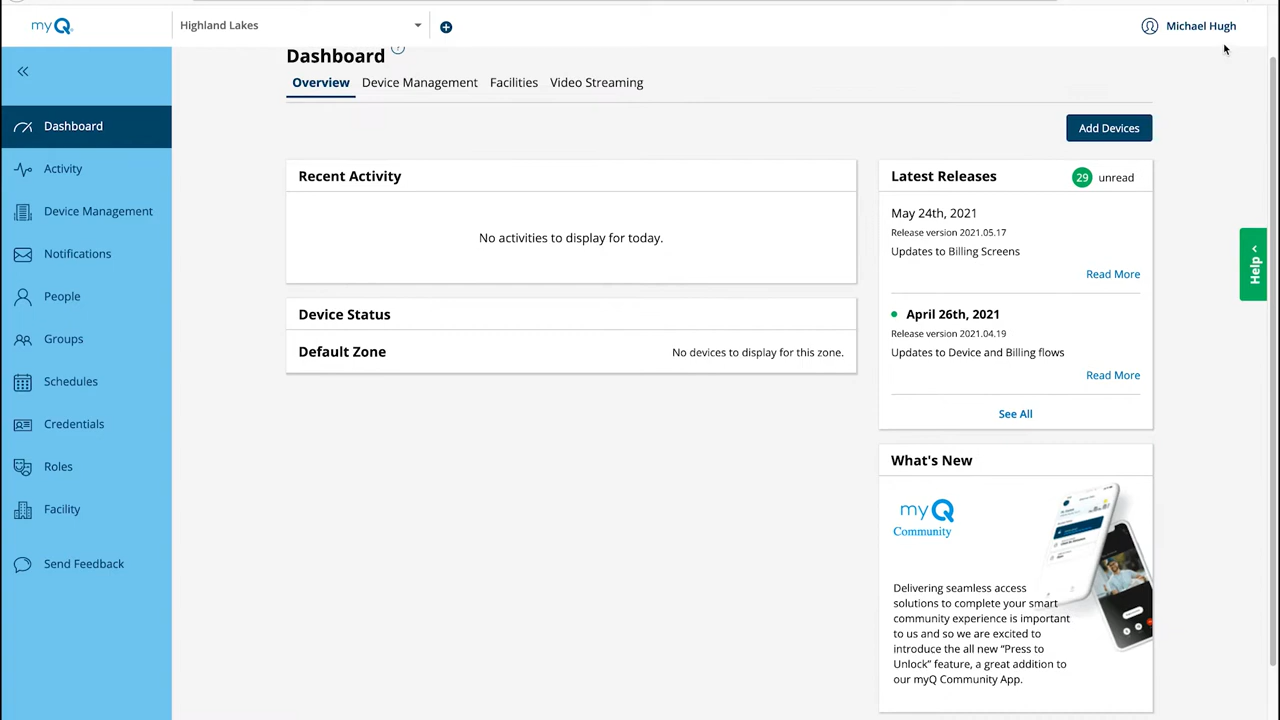 myQ
Highland Lakes
Michael Hugh
Dashboard
Activity
Device Management
Notifications
People
Groups
Schedules
Credentials
Roles
Facility
Send Feedback
Dashboard ?
Overview Device Management Facilities Video Streaming
Add Devices
Recent Activity
No activities to display for today.
Device Status
Default Zone No devices to display for this zone.
Latest Releases 29 unread
May 24th, 2021
Release version 2021.05.17
Updates to Billing Screens
Read More
April 26th, 2021
Release version 2021.04.19
Updates to Device and Billing flows
Read More
See All
What's New
myQ
Community
Delivering seamless access
solutions to complete your smart
community experience is important
to us and so we are excited to
introduce the all new “Press to
Unlock” feature, a great addition to
our myQ Community App.
Help